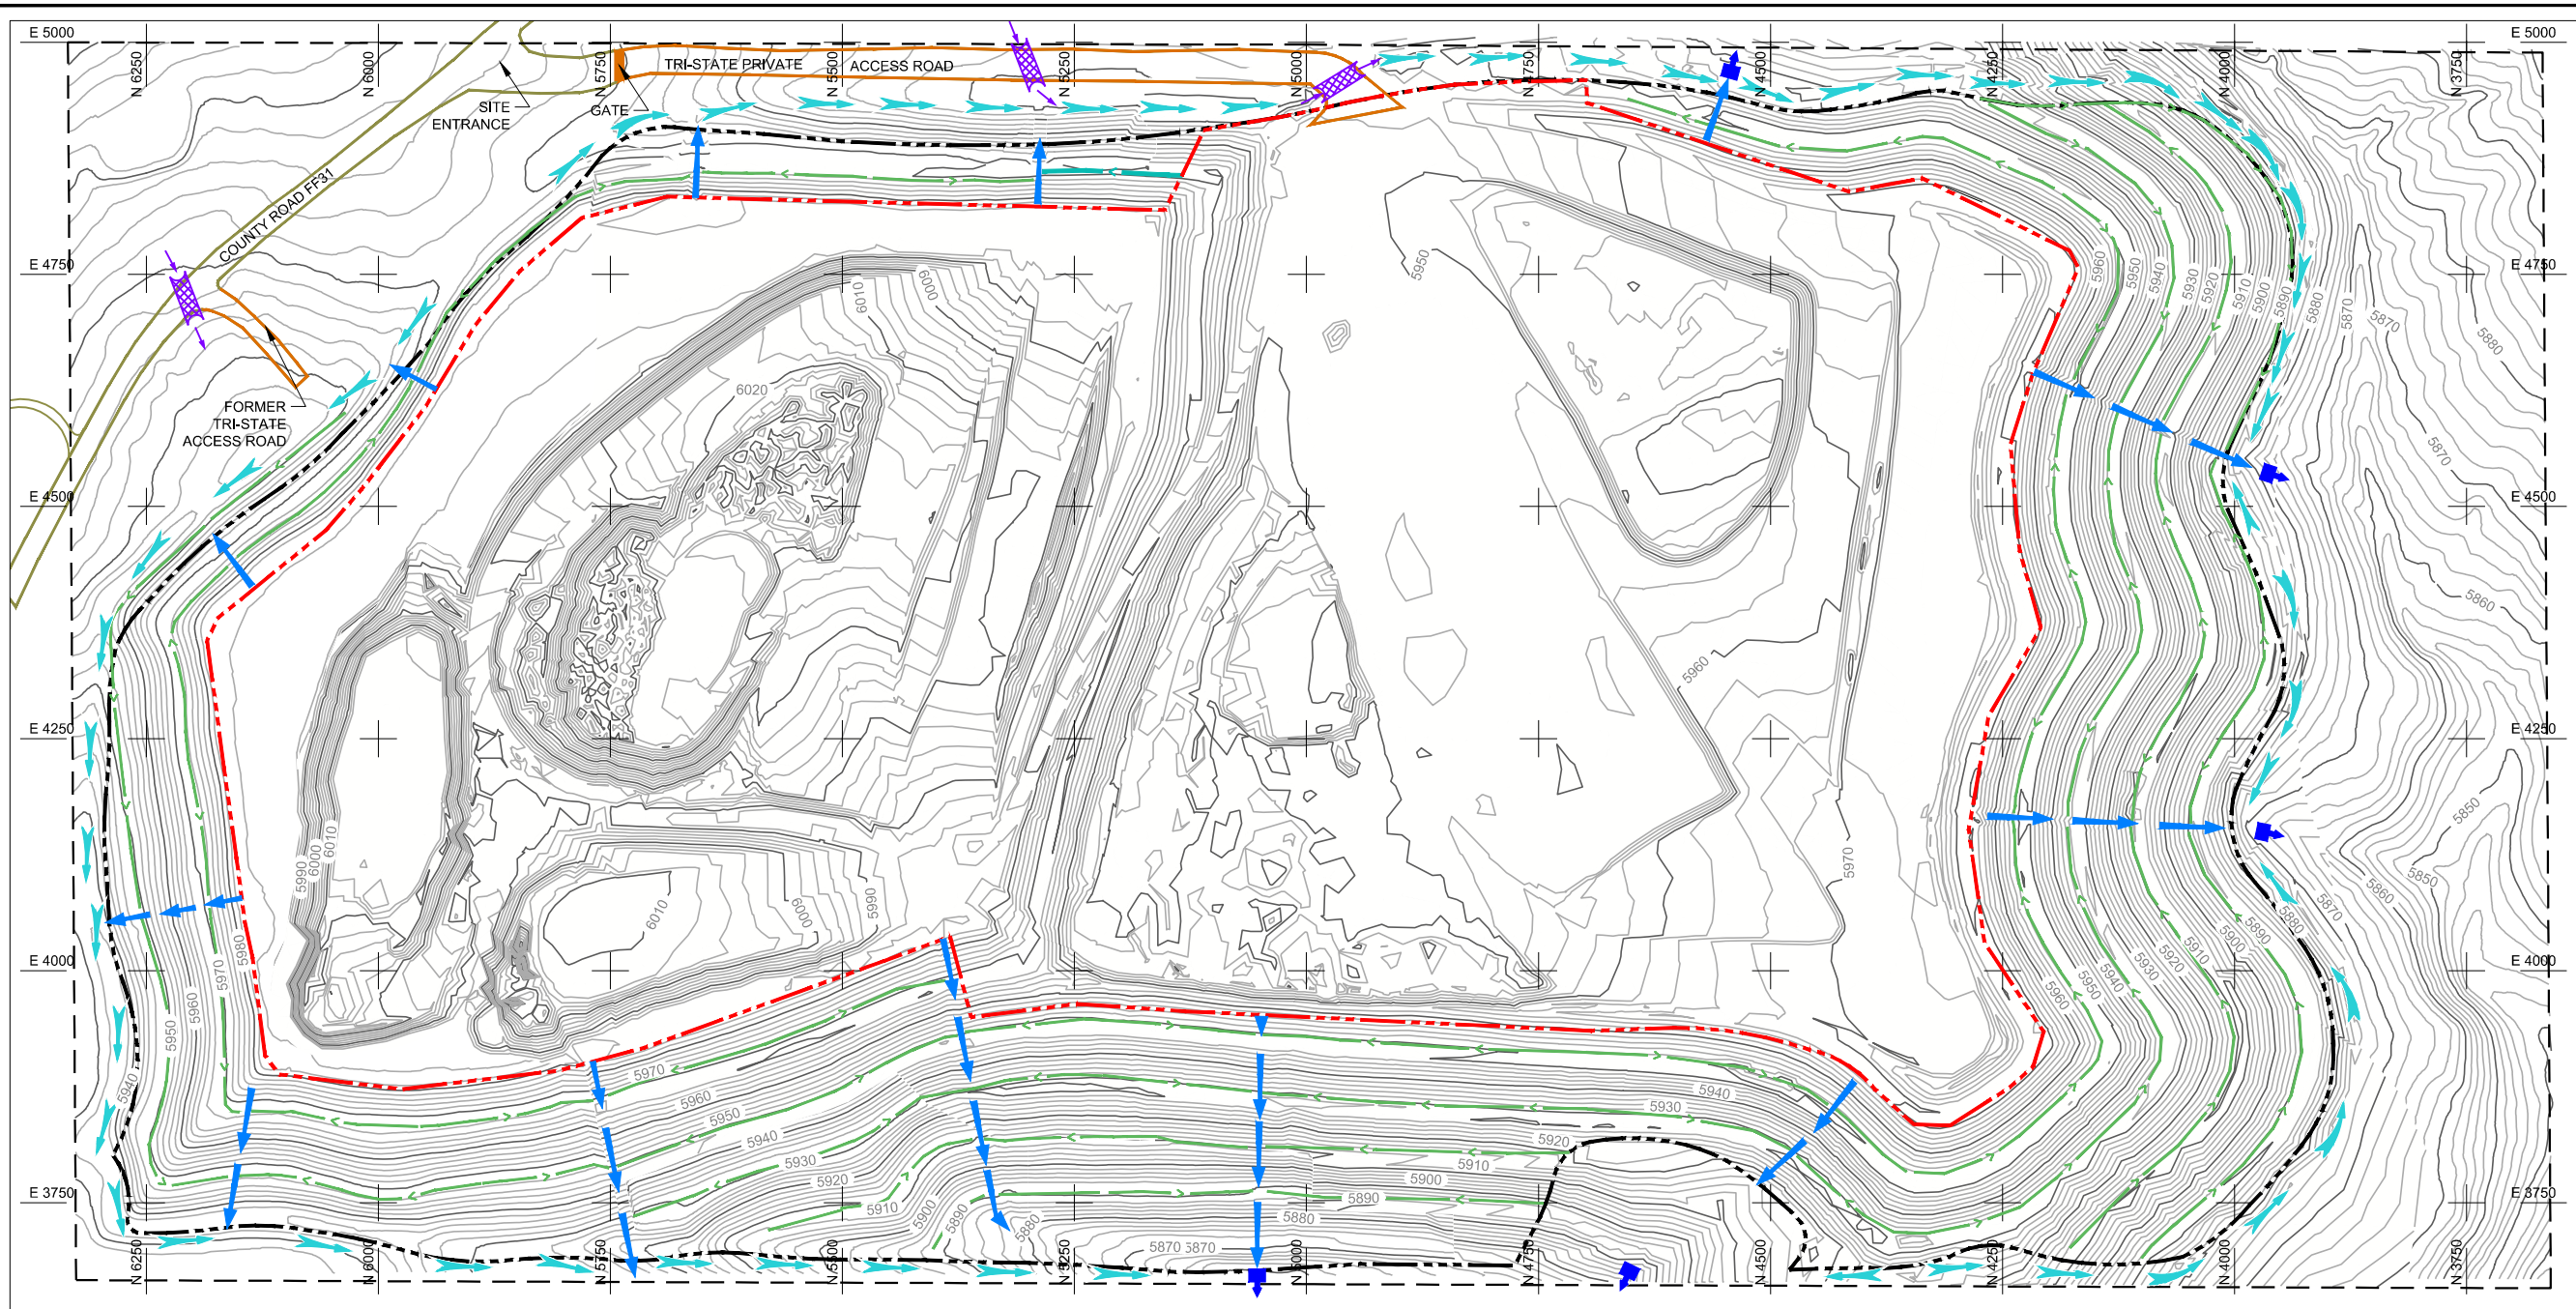 E 5000
E 5000
N 6250
N 6000
N 5750
N 5500
N 5250
N 5000
N 4750
N 4500
N 4250
N 4000
N 3750
TRI-STATE PRIVATE ACCESS ROAD
SITE
ENTRANCE
GATE
COUNTY ROAD FF31
FORMER
TRI-STATE
ACCESS ROAD
E 4750
E 4750
6010
6000
5950
5960
5950
5940
5930
5920
5910
5900
5890
5880
5870
5870
5880
6020
5870
E 4500
E 4500
5860
5960
E 4250
E 4250
5850
5990
6000
6010
5970
5990
6000
6010
5850
5860
5870
5880
5890
5900
5910
5920
5930
5940
5950
5960
E 4000
E 4000
5980
5970
5960
5950
5940
5970
5960
5950
5940
5930
5920
5910
5900
5890
5880
5870
5870
5940
5930
5920
5910
5900
5890
5880
E 3750
E 3750
N 6250
N 6000
N 5750
N 5500
N 5250
N 5000
N 4750
N 4500
N 4250
N 4000
N 3750